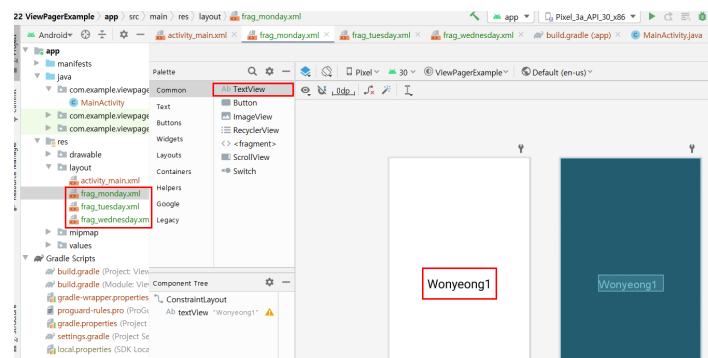 22 ViewPagerExample > app > src > main > res > layout > frag_monday.xml
app
Pixel_3a_API_30_x86
Android
activity_main.xml
frag_monday.xml
frag_tuesday.xml
frag_wednesday.xml
build.gradle (:app)
MainActivity.java
app
manifests
java
com.example.viewpage
MainActivity
com.example.viewpage
com.example.viewpage
res
drawable
layout
activity_main.xml
frag_monday.xml
frag_tuesday.xml
frag_wednesday.xm
mipmap
values
Gradle Scripts
build.gradle (Project: View
build.gradle (Module: View
gradle-wrapper.properties
proguard-rules.pro (ProGu
gradle.properties (Project
settings.gradle (Project Se
local.properties (SDK Loca
Palette
Common
Text
Buttons
Widgets
Layouts
Containers
Helpers
Google
Legacy
Ab TextView
Button
ImageView
RecyclerView
<> <fragment>
ScrollView
Switch
Component Tree
ConstraintLayout
Ab textView "Wonyeong1"
Pixel
30
ViewPagerExample
Default (en-us)
0dp
Wonyeong1
Wonyeong1